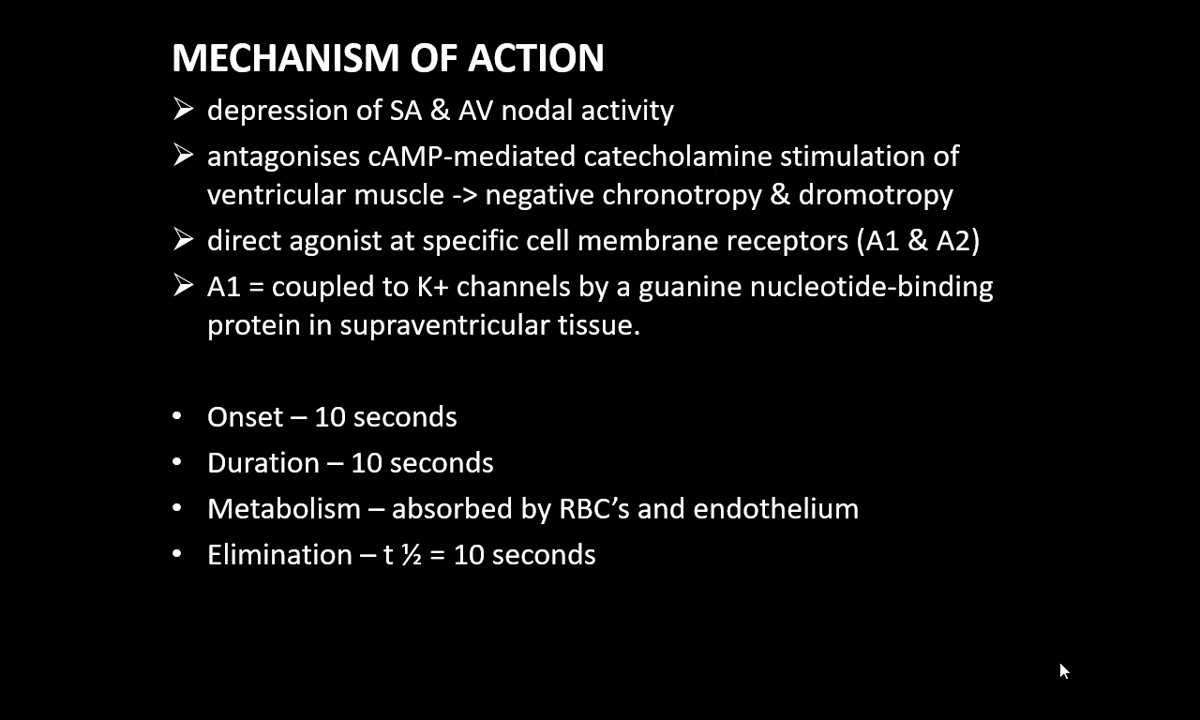 MECHANISM OF ACTION
➢ depression of SA & AV nodal activity
➢ antagonises cAMP-mediated catecholamine stimulation of
ventricular muscle -> negative chronotropy & dromotropy
➢ direct agonist at specific cell membrane receptors (A1 & A2)
➢ A1 = coupled to K+ channels by a guanine nucleotide-binding
protein in supraventricular tissue.
• Onset – 10 seconds
• Duration – 10 seconds
• Metabolism – absorbed by RBC’s and endothelium
• Elimination – t ½ = 10 seconds